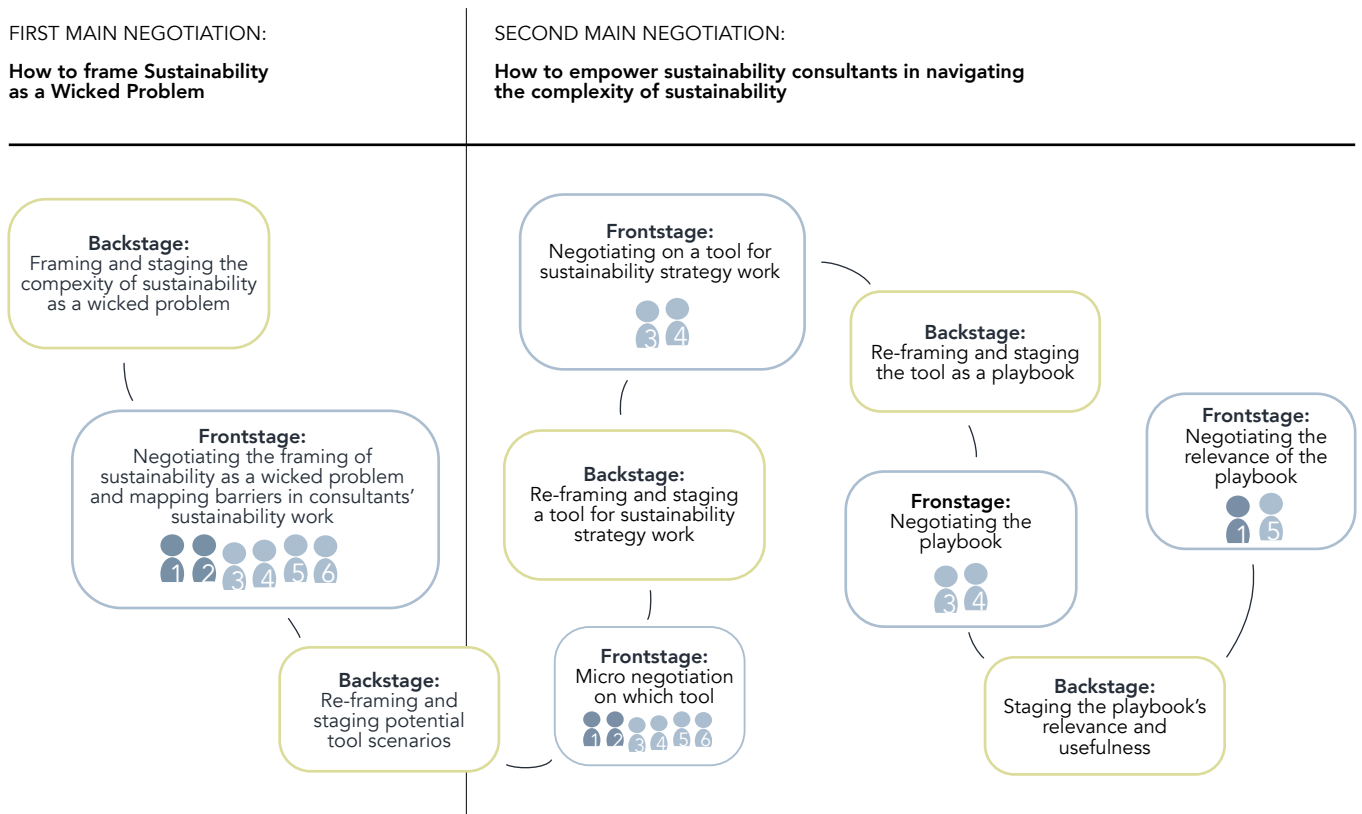 FIRST MAIN NEGOTIATION:
How to frame Sustainability
as a Wicked Problem
SECOND MAIN NEGOTIATION:
How to empower sustainability consultants in navigating
the complexity of sustainability
Backstage:
Framing and staging the
compexity of sustainability
as a wicked problem
Frontstage:
Negotiating the framing of
sustainability as a wicked problem
and mapping barriers in consultants'
sustainability work
1 2 3 4 5 6
Backstage:
Re-framing and
staging potential
tool scenarios
Frontstage:
Micro negotiation
on which tool
1 2 3 4 5 6
Backstage:
Re-framing and staging
a tool for sustainability
strategy work
Frontstage:
Negotiating on a tool for
sustainability strategy work
3 4
Backstage:
Re-framing and staging
the tool as a playbook
Fronstage:
Negotiating the
playbook
3 4
Backstage:
Staging the playbook's
relevance and
usefulness
Frontstage:
Negotiating the
relevance of the
playbook
1 5